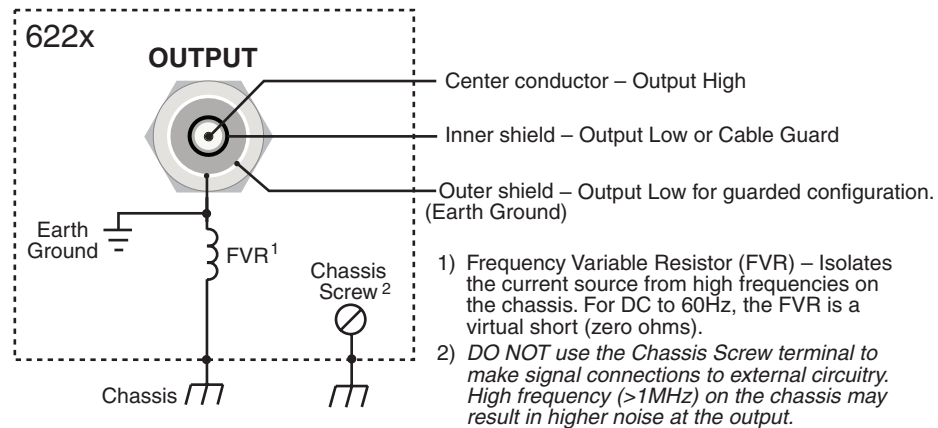 622x
OUTPUT
Center conductor – Output High
Inner shield – Output Low or Cable Guard
Outer shield – Output Low for guarded configuration.
(Earth Ground)
Earth
Ground
FVR1
Chassis
Screw2
Chassis
1) Frequency Variable Resistor (FVR) – Isolates
the current source from high frequencies on
the chassis. For DC to 60Hz, the FVR is a
virtual short (zero ohms).
2) DO NOT use the Chassis Screw terminal to
make signal connections to external circuitry.
High frequency (>1MHz) on the chassis may
result in higher noise at the output.